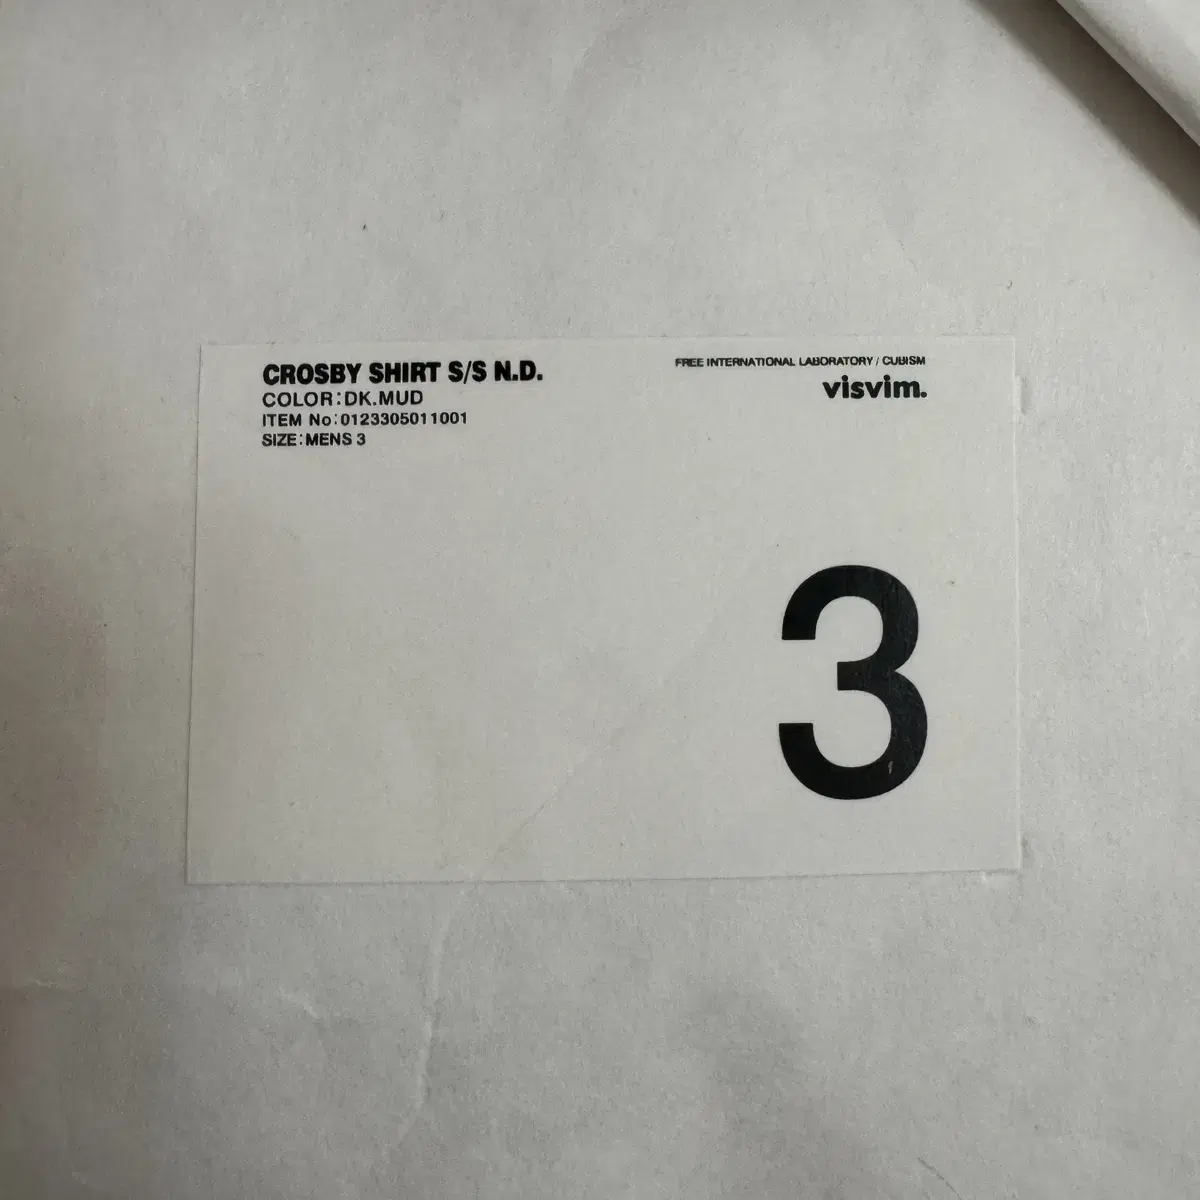 CROSBY SHIRT S/S N.D.
COLOR:DK.MUD
ITEM No:0123305011001
SIZE:MENS 3
FREE INTERNATIONAL LABORATORY / CUBISM
visvim.
3